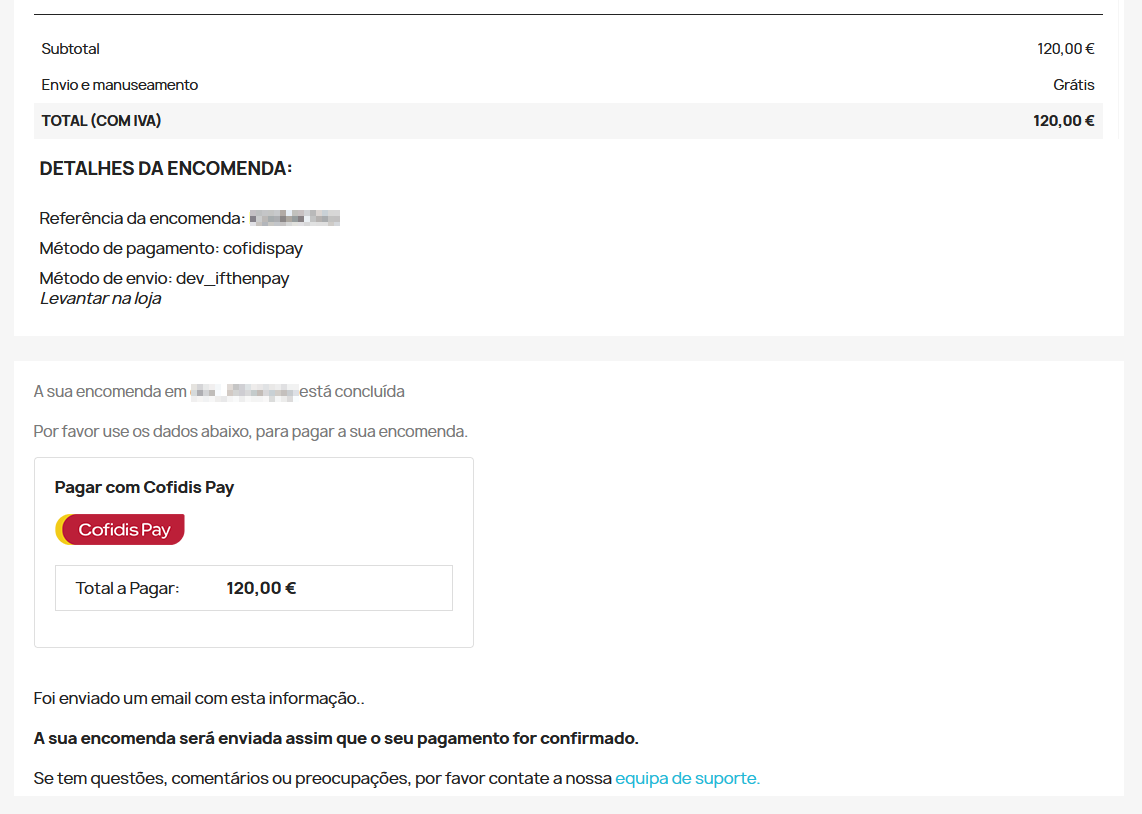 Subtotal 120,00 €
Envio e manuseamento Grátis
TOTAL (COM IVA) 120,00 €
DETALHES DA ENCOMENDA:
Referência da encomenda:
Método de pagamento: cofidispay
Método de envio: dev_ifthenpay
Levantar na loja
A sua encomenda em está concluída
Por favor use os dados abaixo, para pagar a sua encomenda.
Pagar com Cofidis Pay
Cofidis Pay
Total a Pagar: 120,00 €
Foi enviado um email com esta informação..
A sua encomenda será enviada assim que o seu pagamento for confirmado.
Se tem questões, comentários ou preocupações, por favor contate a nossa equipa de suporte.